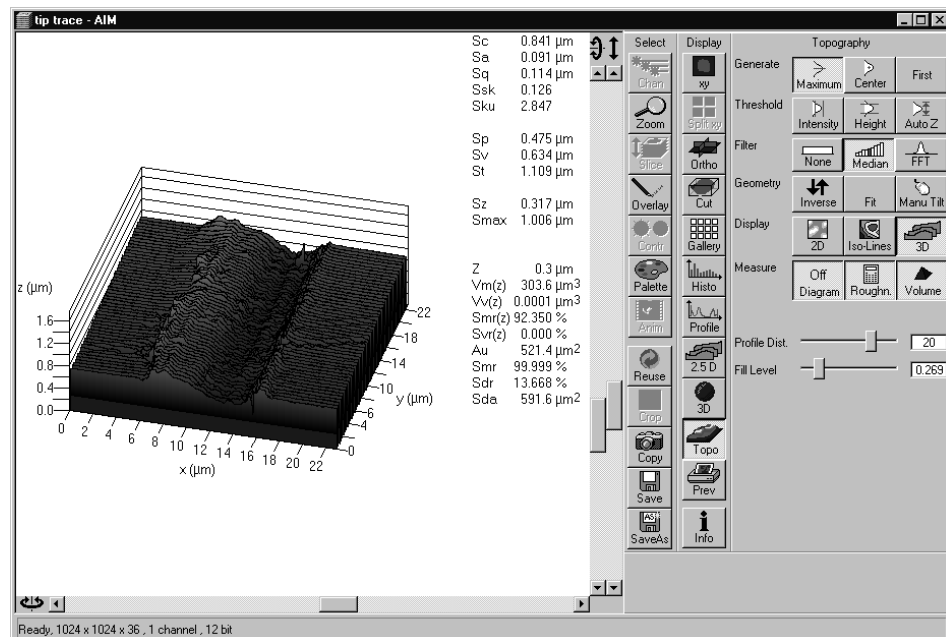 tip trace - AIM
Sc 0.841 µm
Sa 0.091 µm
Sq 0.114 µm
Ssk 0.126
Sku 2.847
Sp 0.475 µm
Sv 0.634 µm
St 1.109 µm
Sz 0.317 µm
Smax 1.006 µm
Z 0.3 µm
Vm(z) 303.6 µm3
Vv(z) 0.0001 µm3
Smr(z) 92.350 %
Svr(z) 0.000 %
Au 521.4 µm2
Smr 99.999 %
Sdr 13.668 %
Sda 591.6 µm2
z (µm)
1.6
1.2
0.8
0.4
0.0
0 2 4 6 8 10 12 14 16 18 20 22
x (µm)
22
18
14
10
6
4
0
y (µm)
Select
Chan
Zoom
Slice
Overlay
Contr
Palette
Anim
Reuse
Crop
Copy
Save
AS
SaveAs
Display
xy
Split xy
Ortho
Cut
Gallery
Histo
Profile
2.5 D
3D
Topo
Prev
Info
Topography
Generate Maximum Center First
Threshold Intensity Height Auto Z
Filter None Median FFT
Geometry Inverse Fit Manu Tilt
Display 2D Iso-Lines 3D
Measure Off Diagram Roughn. Volume
Profile Dist. 20
Fill Level 0.269
Ready, 1024 x 1024 x 36 , 1 channel , 12 bit